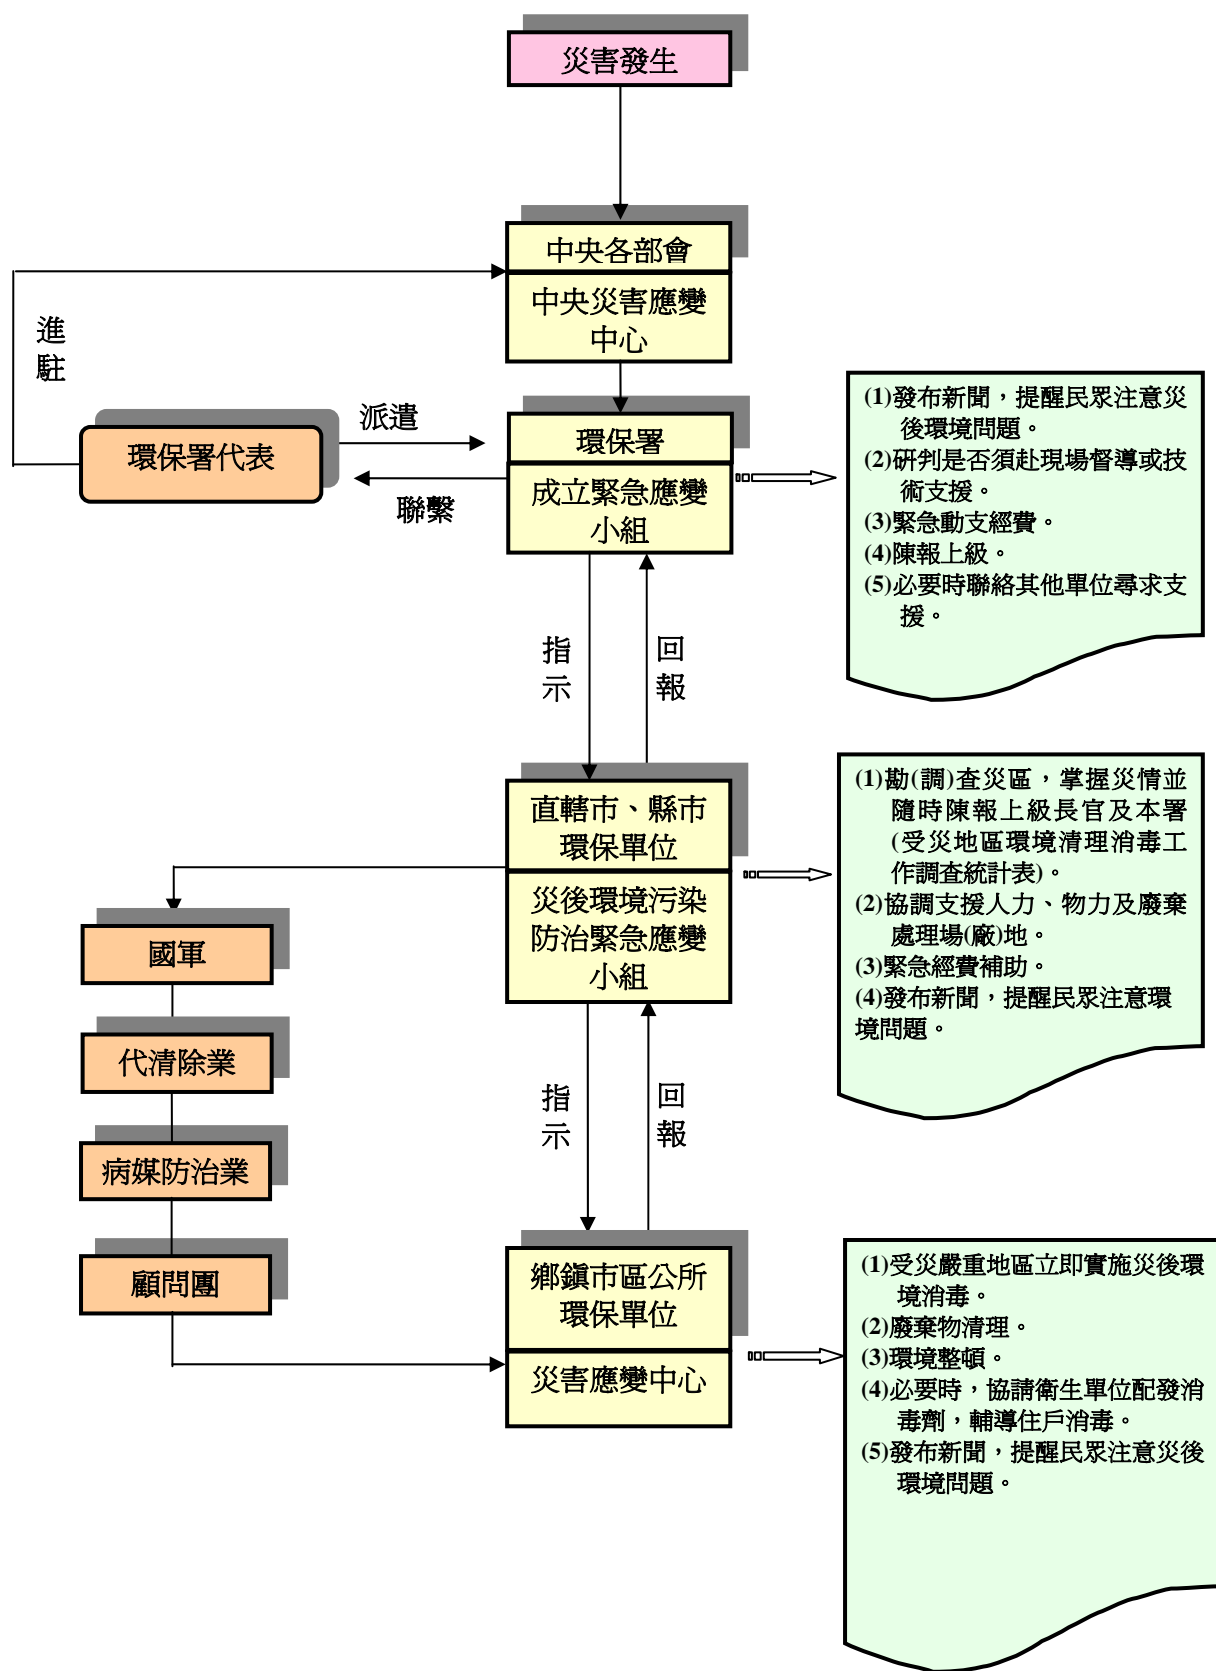 災害發生
中央各部會
中央災害應變
中心
進
駐
派遣
環保署代表
聯繫
環保署
成立緊急應變
小組
(1)發布新聞，提醒民眾注意災
後環境問題。
(2)研判是否須赴現場督導或技
術支援。
(3)緊急動支經費。
(4)陳報上級。
(5)必要時聯絡其他單位尋求支
援。
指
示
回
報
直轄市、縣市
環保單位
災後環境污染
防治緊急應變
小組
(1)勘(調)查災區，掌握災情並
隨時陳報上級長官及本署
(受災地區環境清理消毒工
作調查統計表)。
(2)協調支援人力、物力及廢棄
處理場(廠)地。
(3)緊急經費補助。
(4)發布新聞，提醒民眾注意環
境問題。
國軍
代清除業
病媒防治業
顧問團
指
示
回
報
鄉鎮市區公所
環保單位
災害應變中心
(1)受災嚴重地區立即實施災後環
境消毒。
(2)廢棄物清理。
(3)環境整頓。
(4)必要時，協請衛生單位配發消
毒劑，輔導住戶消毒。
(5)發布新聞，提醒民眾注意災後
環境問題。